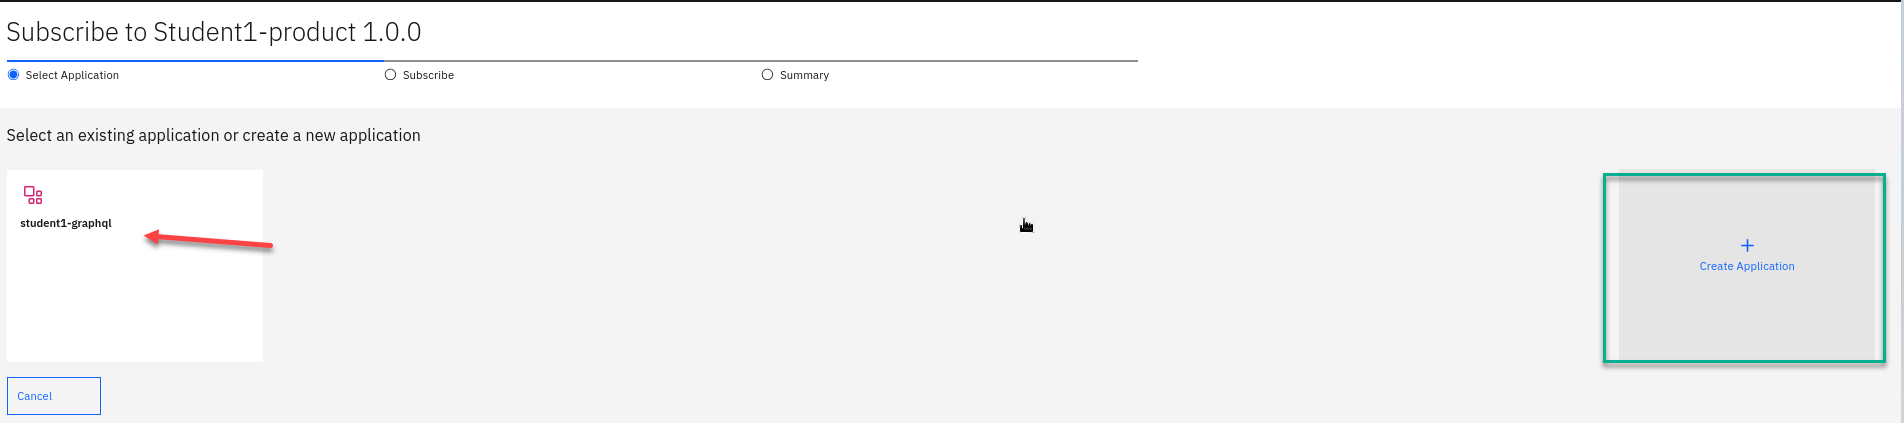 Subscribe to Student1-product 1.0.0
Select Application
Subscribe
Summary
Select an existing application or create a new application
student1-graphql
Create Application
Cancel